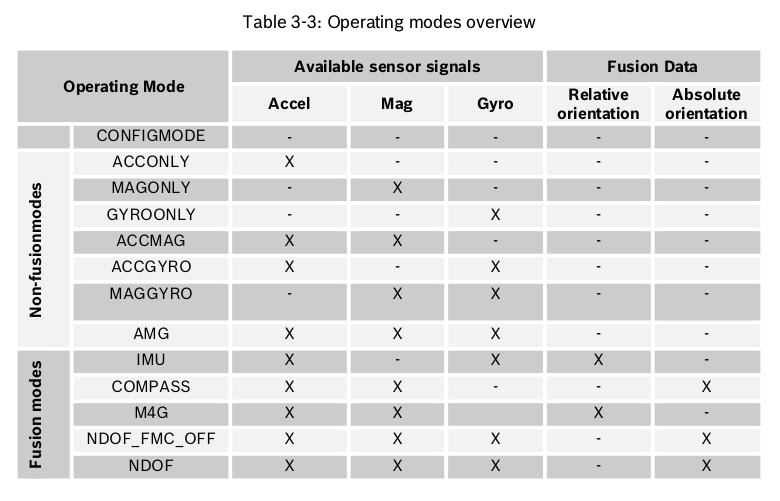 Table 3-3: Operating modes overview
Operating Mode Available sensor signals Fusion Data
Accel Mag Gyro Relative orientation Absolute orientation
CONFIGMODE - - - - -
Non-fusionmodes
ACCONLY X - - - -
MAGONLY - X - - -
GYROONLY - - X - -
ACCMAG X X - - -
ACCGYRO X - X - -
MAGGYRO - X X - -
AMG X X X - -
Fusion modes
IMU X - X X -
COMPASS X X - - X
M4G X X X -
NDOF_FMC_OFF X X X - X
NDOF X X X - X